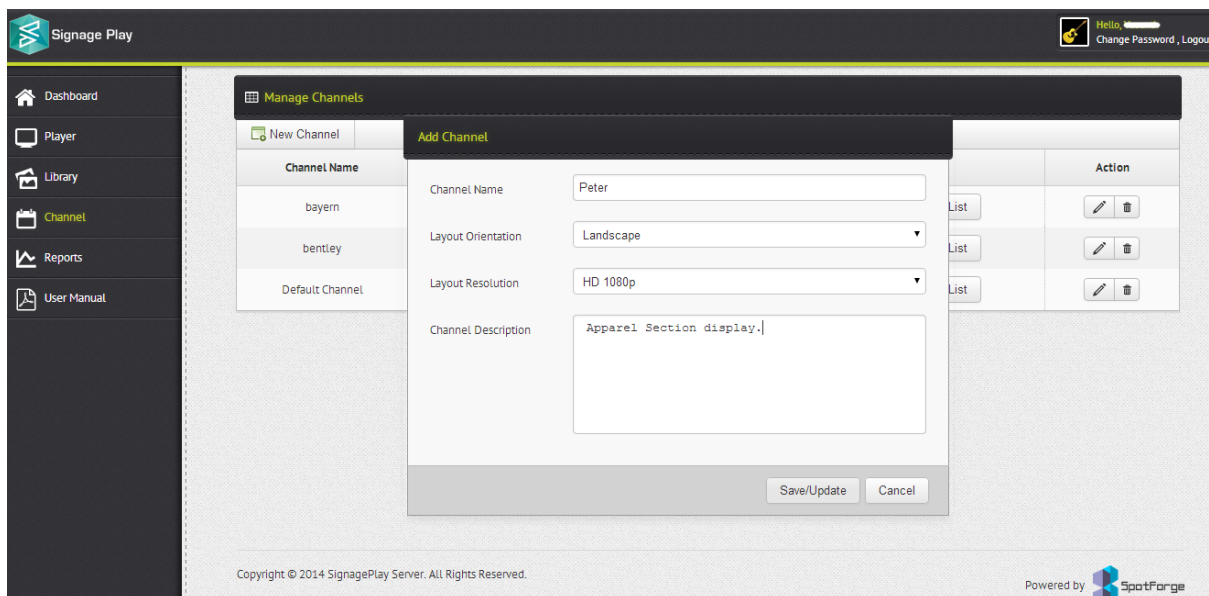 Signage Play
Hello,
Change Password , Logou
Dashboard
Player
Library
Channel
Reports
User Manual
Manage Channels
New Channel
Channel Name
Action
bayern
List
bentley
List
Default Channel
List
Add Channel
Channel Name
Peter
Layout Orientation
Landscape
Layout Resolution
HD 1080p
Channel Description
Apparel Section display.
Save/Update
Cancel
Copyright © 2014 SignagePlay Server. All Rights Reserved.
Powered by SpotForge